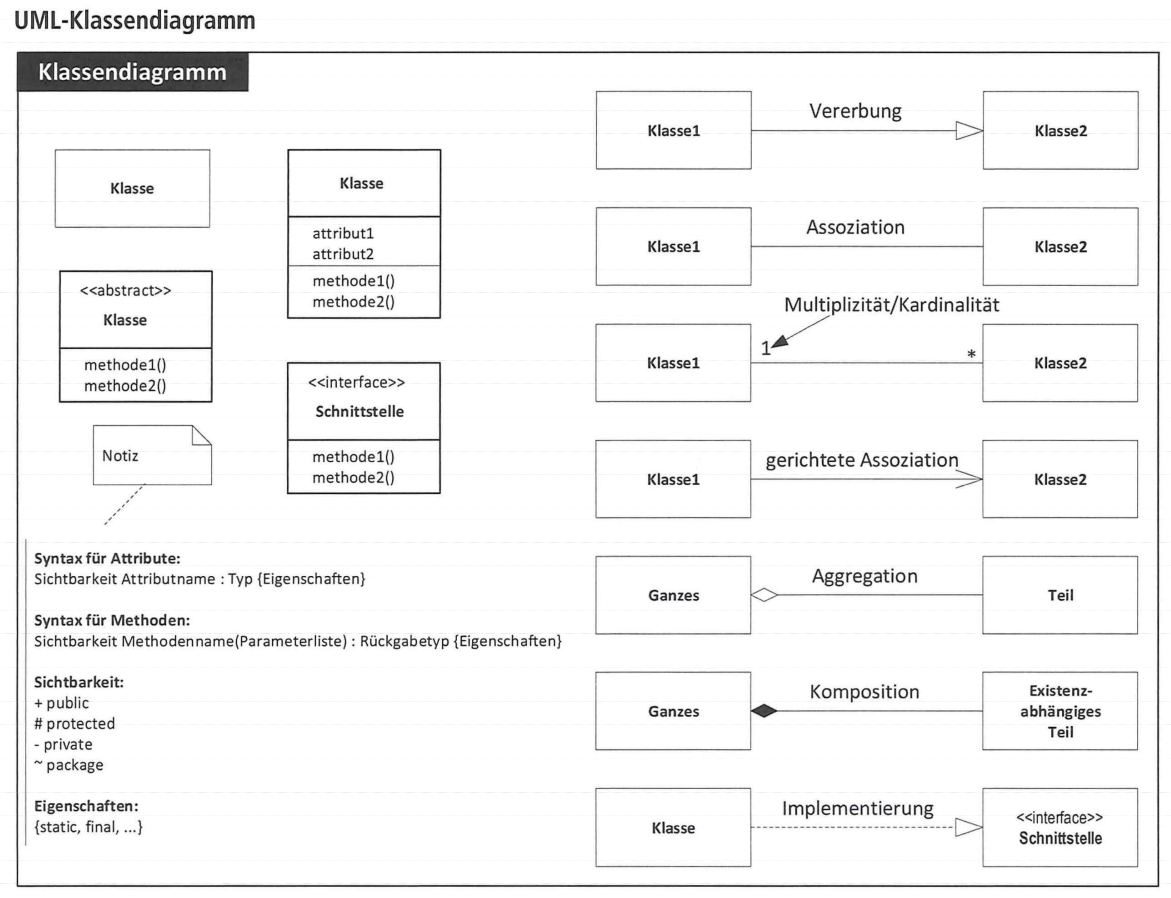 UML-Klassendiagramm
Klassendiagramm
Klasse
Klasse
attribut1
attribut2
methode1()
methode2()
<<abstract>>
Klasse
methode1()
methode2()
<<interface>>
Schnittstelle
methode1()
methode2()
Notiz
Syntax für Attribute:
Sichtbarkeit Attributname : Typ {Eigenschaften}
Syntax für Methoden:
Sichtbarkeit Methodenname(Parameterliste) : Rückgabetyp {Eigenschaften}
Sichtbarkeit:
+ public
# protected
- private
~ package
Eigenschaften:
{static, final, ...}
Klasse1
Vererbung
Klasse2
Klasse1
Assoziation
Klasse2
Multiplizität/Kardinalität
Klasse1
1
*
Klasse2
Klasse1
gerichtete Assoziation
Klasse2
Ganzes
Aggregation
Teil
Ganzes
Komposition
Existenz-
abhängiges
Teil
Klasse
Implementierung
<<interface>>
Schnittstelle